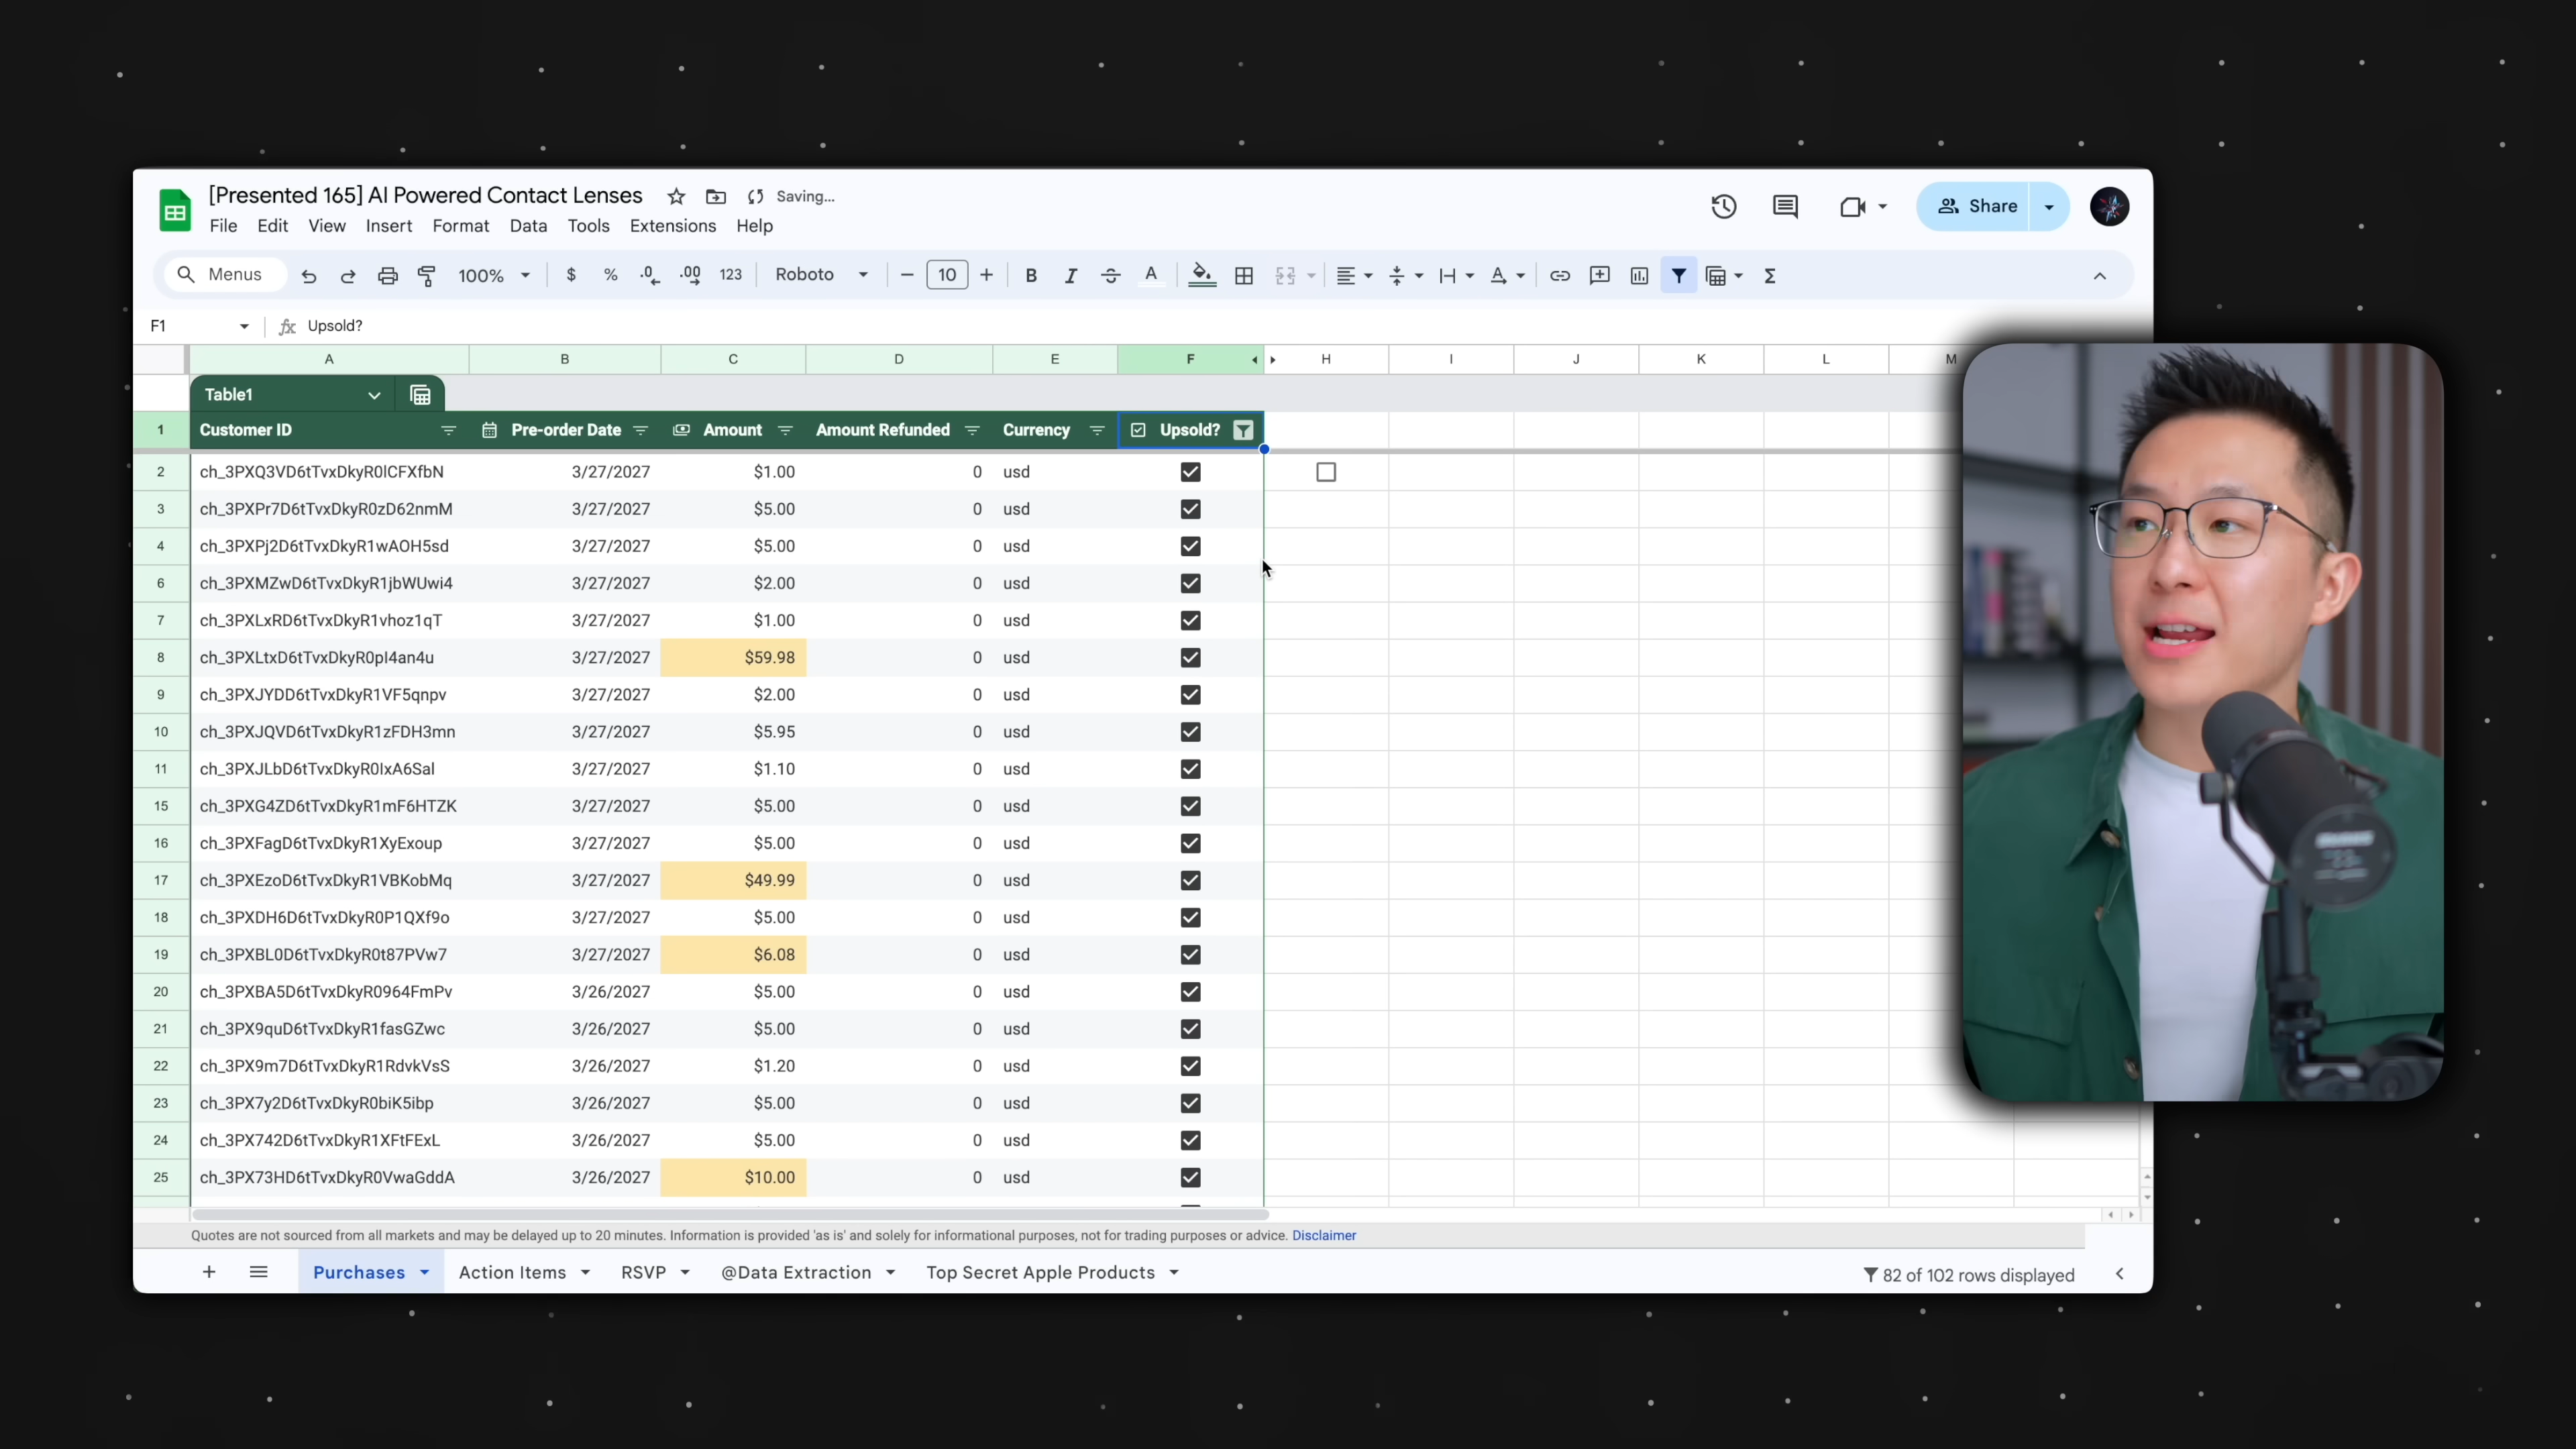 [Presented 165] AI Powered Contact Lenses Saving...
File Edit View Insert Format Data Tools Extensions Help
Share
Menus 100% $ % .0 .00 123 Roboto 10 B I A Σ
F1 fx Upsold?
A B C D E F H I J K L M
Table1
1 Customer ID Pre-order Date Amount Amount Refunded Currency Upsold?
2 ch_3PXQ3VD6tTvxDkyR0lCFXfbN 3/27/2027 $1.00 0 usd
3 ch_3PXPr7D6tTvxDkyR0zD62nmM 3/27/2027 $5.00 0 usd
4 ch_3PXPj2D6tTvxDkyR1wAOH5sd 3/27/2027 $5.00 0 usd
6 ch_3PXMZwD6tTvxDkyR1jbWUwi4 3/27/2027 $2.00 0 usd
7 ch_3PXLxRD6tTvxDkyR1vhoz1qT 3/27/2027 $1.00 0 usd
8 ch_3PXLtxD6tTvxDkyR0pI4an4u 3/27/2027 $59.98 0 usd
9 ch_3PXJYDD6tTvxDkyR1VF5qnpv 3/27/2027 $2.00 0 usd
10 ch_3PXJQVD6tTvxDkyR1zFDH3mn 3/27/2027 $5.95 0 usd
11 ch_3PXJLbD6tTvxDkyR0IxA6Sal 3/27/2027 $1.10 0 usd
15 ch_3PXG4ZD6tTvxDkyR1mF6HTZK 3/27/2027 $5.00 0 usd
16 ch_3PXFagD6tTvxDkyR1XyExoup 3/27/2027 $5.00 0 usd
17 ch_3PXEzoD6tTvxDkyR1VBKobMq 3/27/2027 $49.99 0 usd
18 ch_3PXDH6D6tTvxDkyR0P1QXf9o 3/27/2027 $5.00 0 usd
19 ch_3PXBL0D6tTvxDkyR0t87PVw7 3/27/2027 $6.08 0 usd
20 ch_3PXBA5D6tTvxDkyR0964FmPv 3/26/2027 $5.00 0 usd
21 ch_3PX9quD6tTvxDkyR1fasGZwc 3/26/2027 $5.00 0 usd
22 ch_3PX9m7D6tTvxDkyR1RdvkVsS 3/26/2027 $1.20 0 usd
23 ch_3PX7y2D6tTvxDkyR0biK5ibp 3/26/2027 $5.00 0 usd
24 ch_3PX742D6tTvxDkyR1XFtFExL 3/26/2027 $5.00 0 usd
25 ch_3PX73HD6tTvxDkyR0VwaGddA 3/26/2027 $10.00 0 usd
Quotes are not sourced from all markets and may be delayed up to 20 minutes. Information is provided 'as is' and solely for informational purposes, not for trading purposes or advice. Disclaimer
Purchases Action Items RSVP @Data Extraction Top Secret Apple Products 82 of 102 rows displayed